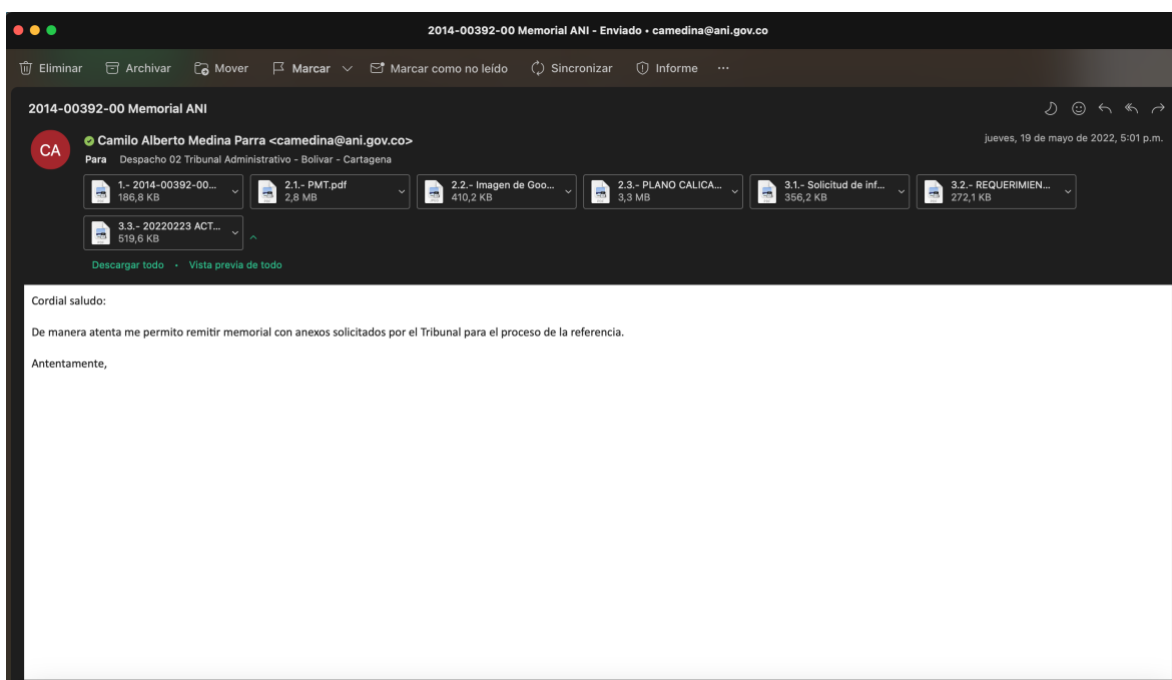 2014-00392-00 Memorial ANI - Enviado • camedina@ani.gov.co
Eliminar Archivar Mover Marcar Marcar como no leído Sincronizar Informe ...
2014-00392-00 Memorial ANI
CA
Camilo Alberto Medina Parra <camedina@ani.gov.co>
jueves, 19 de mayo de 2022, 5:01 p.m.
Para Despacho 02 Tribunal Administrativo - Bolivar - Cartagena
1.- 2014-00392-00... 2.1.- PMT.pdf 2.2.- Imagen de Goo... 2.3.- PLANO CALICA... 3.1.- Solicitud de inf... 3.2.- REQUERIMIEN...
186,8 KB 2,8 MB 410,2 KB 3,3 MB 356,2 KB 272,1 KB
3.3.- 20220223 ACT...
519,6 KB
Descargar todo • Vista previa de todo
Cordial saludo:
De manera atenta me permito remitir memorial con anexos solicitados por el Tribunal para el proceso de la referencia.
Antentamente,